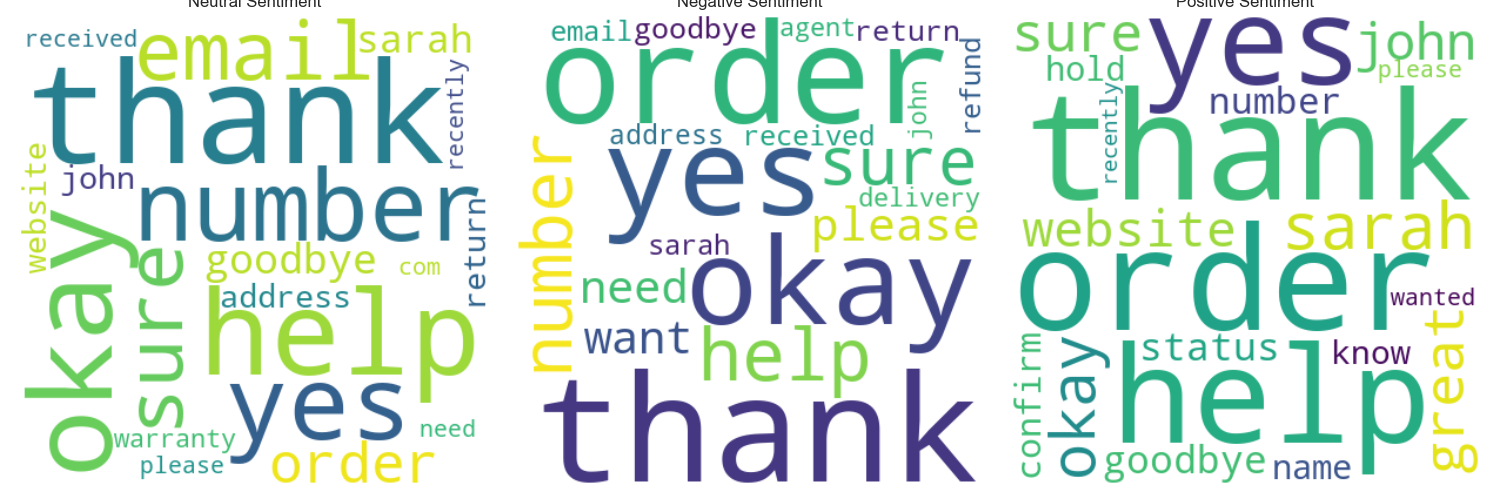 Neutral Sentiment
received
email
sarah
thank
recently
website
john
number
okay
sure
goodbye
com
return
address
help
yes
warranty
need
please
order
Negative Sentiment
email
goodbye
agent
return
order
john
refund
address
received
number
yes
sure
delivery
please
sarah
need
okay
want
help
thank
Positive Sentiment
sure
yes
john
hold
please
number
recently
thank
website
sarah
order
wanted
confirm
okay
status
know
great
help
goodbye
name